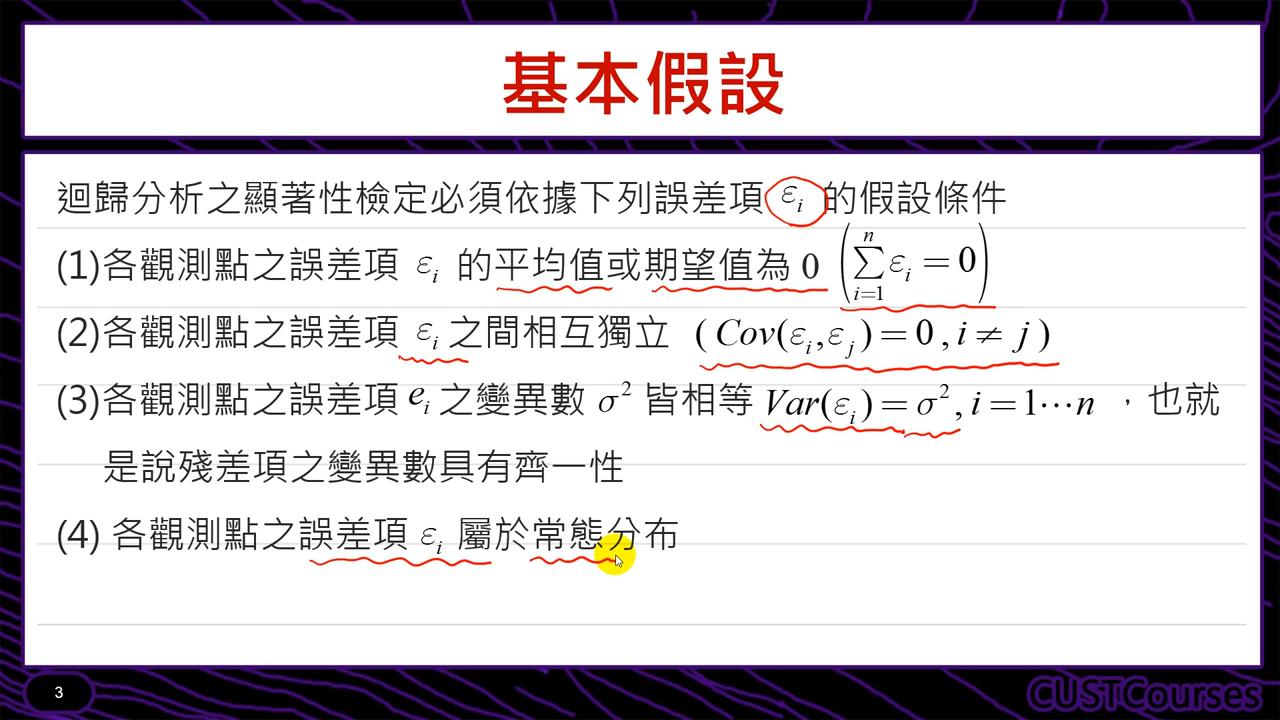 基本假設
迴歸分析之顯著性檢定必須依據下列誤差項 εᵢ 的假設條件
(1)各觀測點之誤差項 εᵢ 的平均值或期望值為 0 (∑ᵢ₌₁ⁿ εᵢ = 0)
(2)各觀測點之誤差項 εᵢ 之間相互獨立 ( Cov(εᵢ, εⱼ) = 0 , i ≠ j )
(3)各觀測點之誤差項 eᵢ 之變異數 σ² 皆相等 Var(εᵢ) = σ², i = 1⋯n ，也就
是說殘差項之變異數具有齊一性
(4) 各觀測點之誤差項 εᵢ 屬於常態分布
3
CUSTCourses